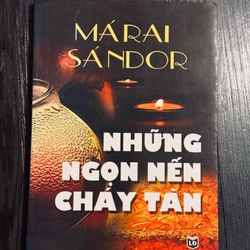 MÁRAI
SÁNDOR
NHỮNG
NGỌN NẾN
CHÁY TÀN